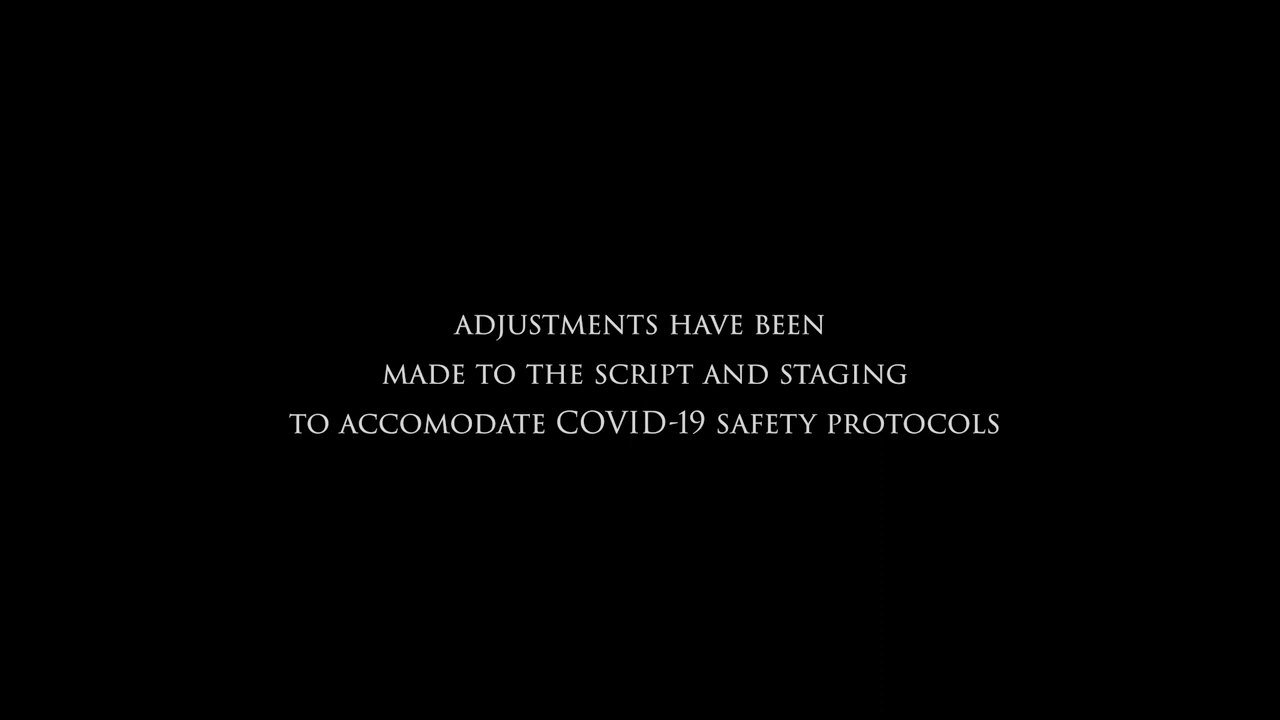 ADJUSTMENTS HAVE BEEN
MADE TO THE SCRIPT AND STAGING
TO ACCOMODATE COVID-19 SAFETY PROTOCOLS